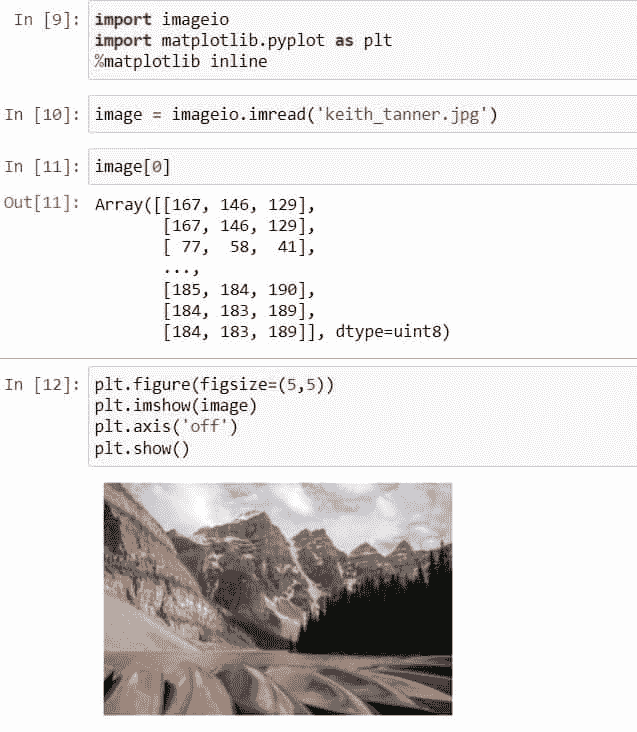 In [9]: import imageio
import matplotlib.pyplot as plt
%matplotlib inline
In [10]: image = imageio.imread('keith_tanner.jpg')
In [11]: image[0]
Out[11]: Array([[167, 146, 129],
[167, 146, 129],
[ 77,  58,  41],
...,
[185, 184, 190],
[184, 183, 189],
[184, 183, 189]], dtype=uint8)
In [12]: plt.figure(figsize=(5,5))
plt.imshow(image)
plt.axis('off')
plt.show()